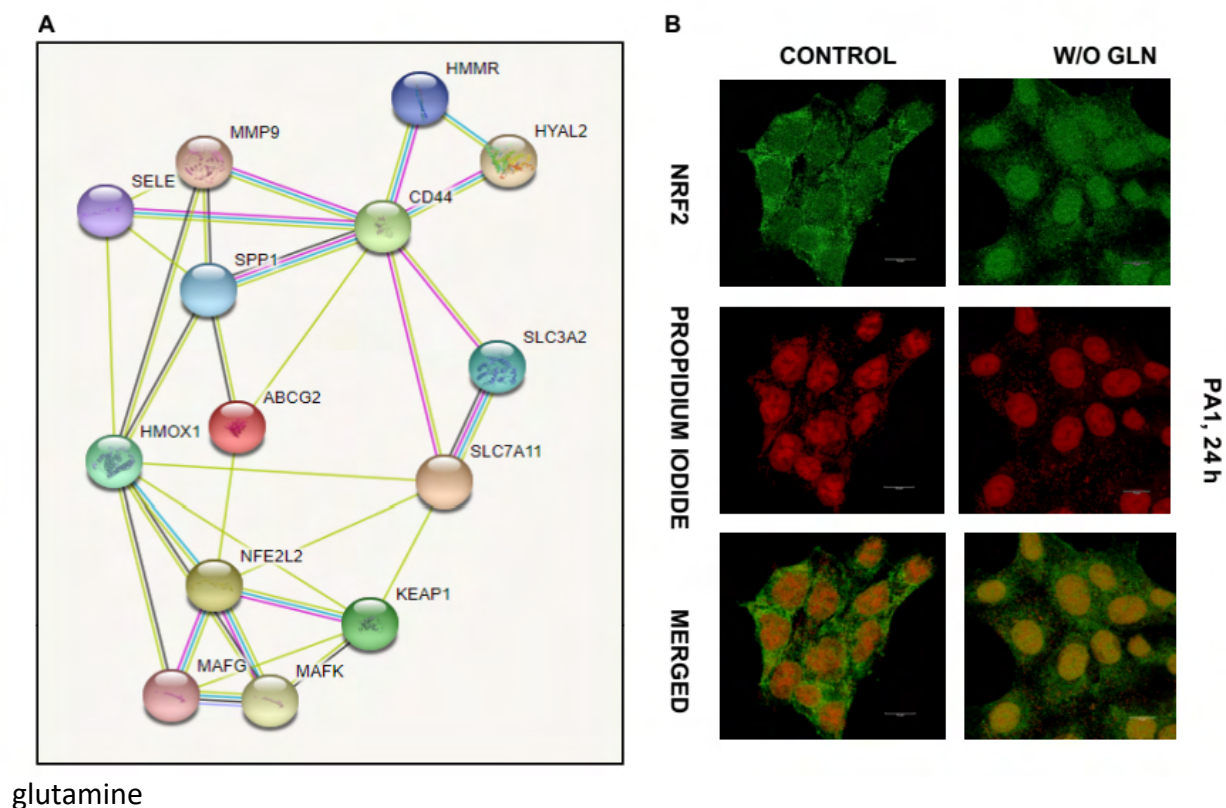 A
HMMR
MMP9
HYAL2
SELE
CD44
SPP1
SLC3A2
ABCG2
HMOX1
SLC7A11
NFE2L2
KEAP1
MAFG
MAFK
B
CONTROL
W/O GLN
NRF2
PROPIDIUM IODIDE
MERGED
PA1, 24 h
glutamine